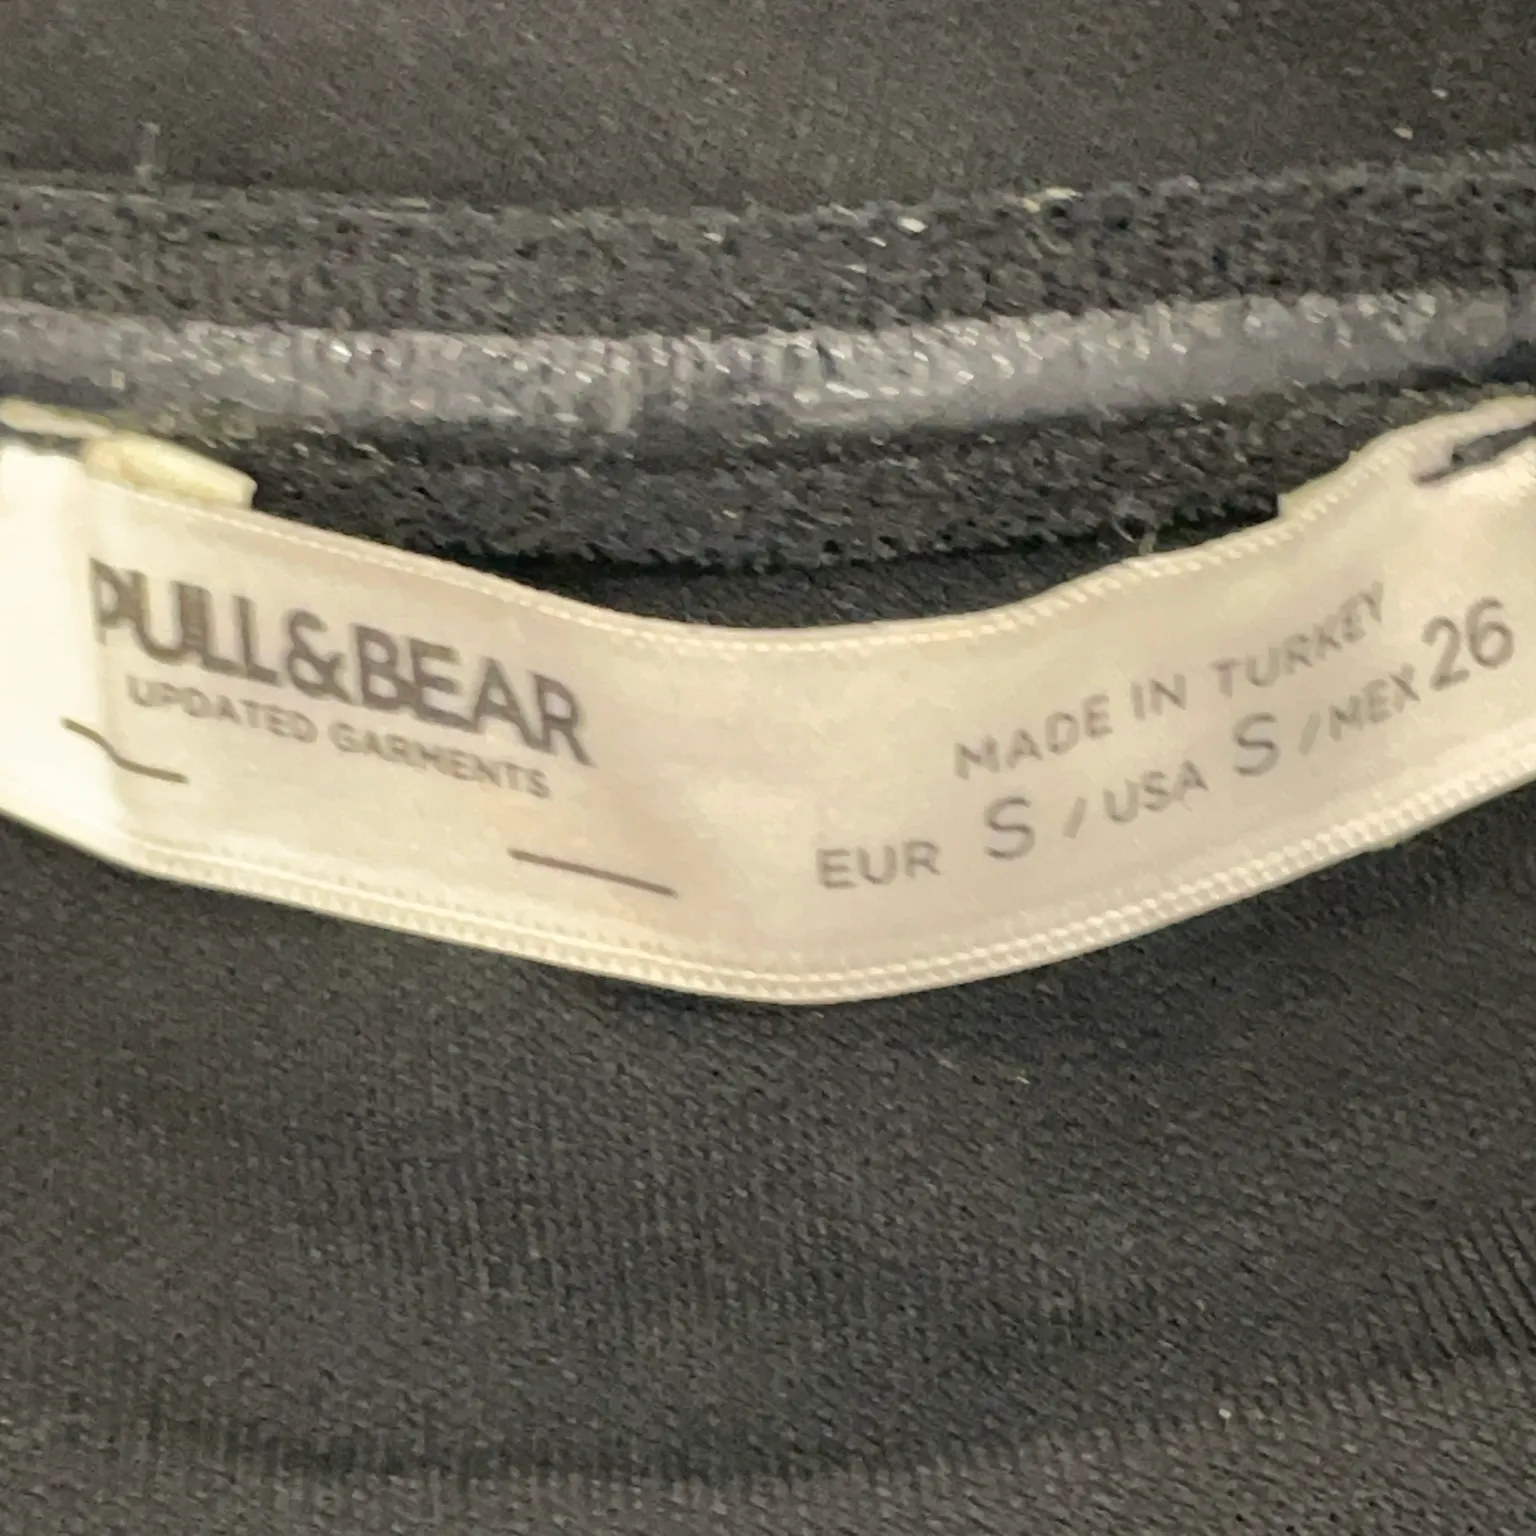 PULL&BEAR
UPDATED GARMENTS
MADE IN TURKEY
EUR S / USA S / MEX 26